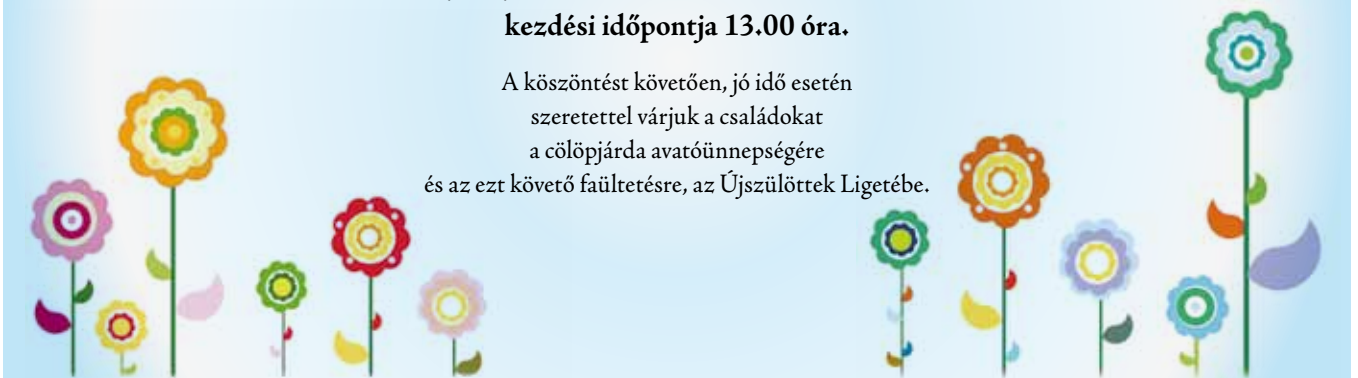 kezdési időpontja 13.00 óra.
A köszöntést követően, jó idő esetén
szeretettel várjuk a családokat
a cölöpjárda avatóünnepségére
és az ezt követő faültetésre, az Újszülöttek Ligetébe.